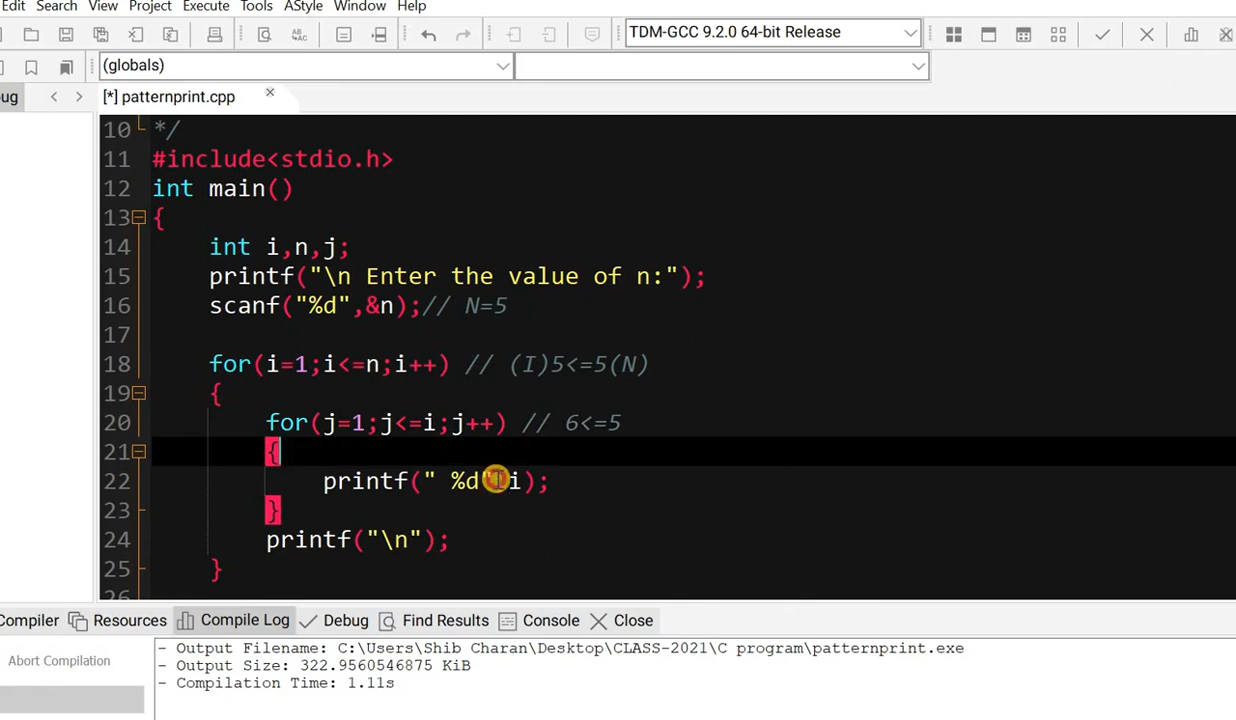 Edit Search View Project Execute Tools AStyle Window Help
TDM-GCC 9.2.0 64-bit Release
(globals)
bug [*] patternprint.cpp
10 */
11 #include<stdio.h>
12 int main()
13 {
14 int i,n,j;
15 printf("\n Enter the value of n:");
16 scanf("%d",&n);// N=5
17
18 for(i=1;i<=n;i++) // (I)5<=5(N)
19 {
20 for(j=1;j<=i;j++) // 6<=5
21 {
22 printf(" %d" i);
23 }
24 printf("\n");
25 }
26
Compiler Resources Compile Log Debug Find Results Console Close
- Output Filename: C:\Users\Shib Charan\Desktop\CLASS-2021\C program\patternprint.exe
Abort Compilation - Output Size: 322.9560546875 KiB
- Compilation Time: 1.11s